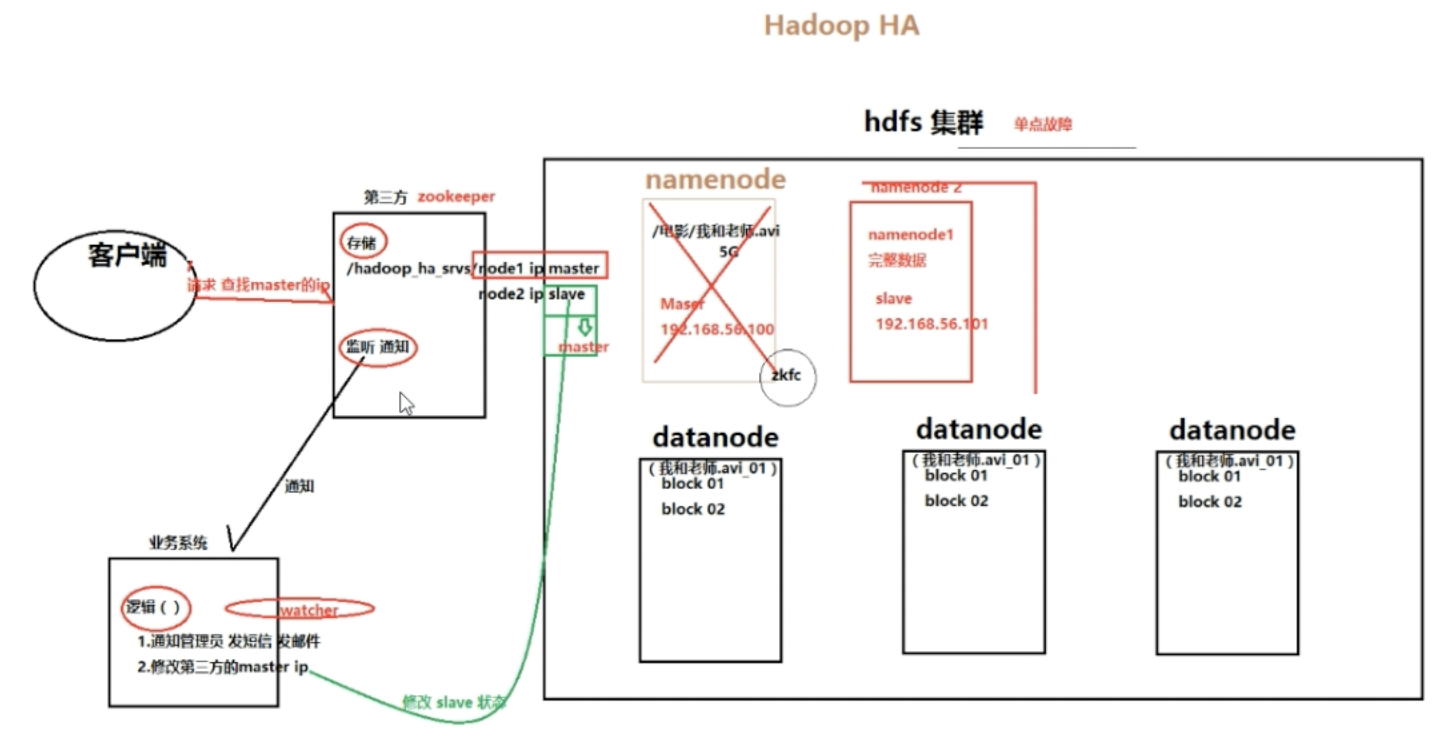 Hadoop HA
hdfs 集群 单点故障
第三方 zookeeper
存储
/hadoop_ha_srvs/node1 ip master
node2 ip slave
master
监听 通知
客户端
请求 查找master的ip
通知
业务系统
逻辑 ( )
watcher
1.通知管理员 发短信 发邮件
2.修改第三方的master ip
修改 slave 状态
namenode
/电影/我和老师.avi
5G
Maser
192.168.56.100
zkfc
namenode 2
namenode1
完整数据
slave
192.168.56.101
datanode
(我和老师.avi_01)
block 01
block 02
datanode
(我和老师.avi_01)
block 01
block 02
datanode
(我和老师.avi_01)
block 01
block 02